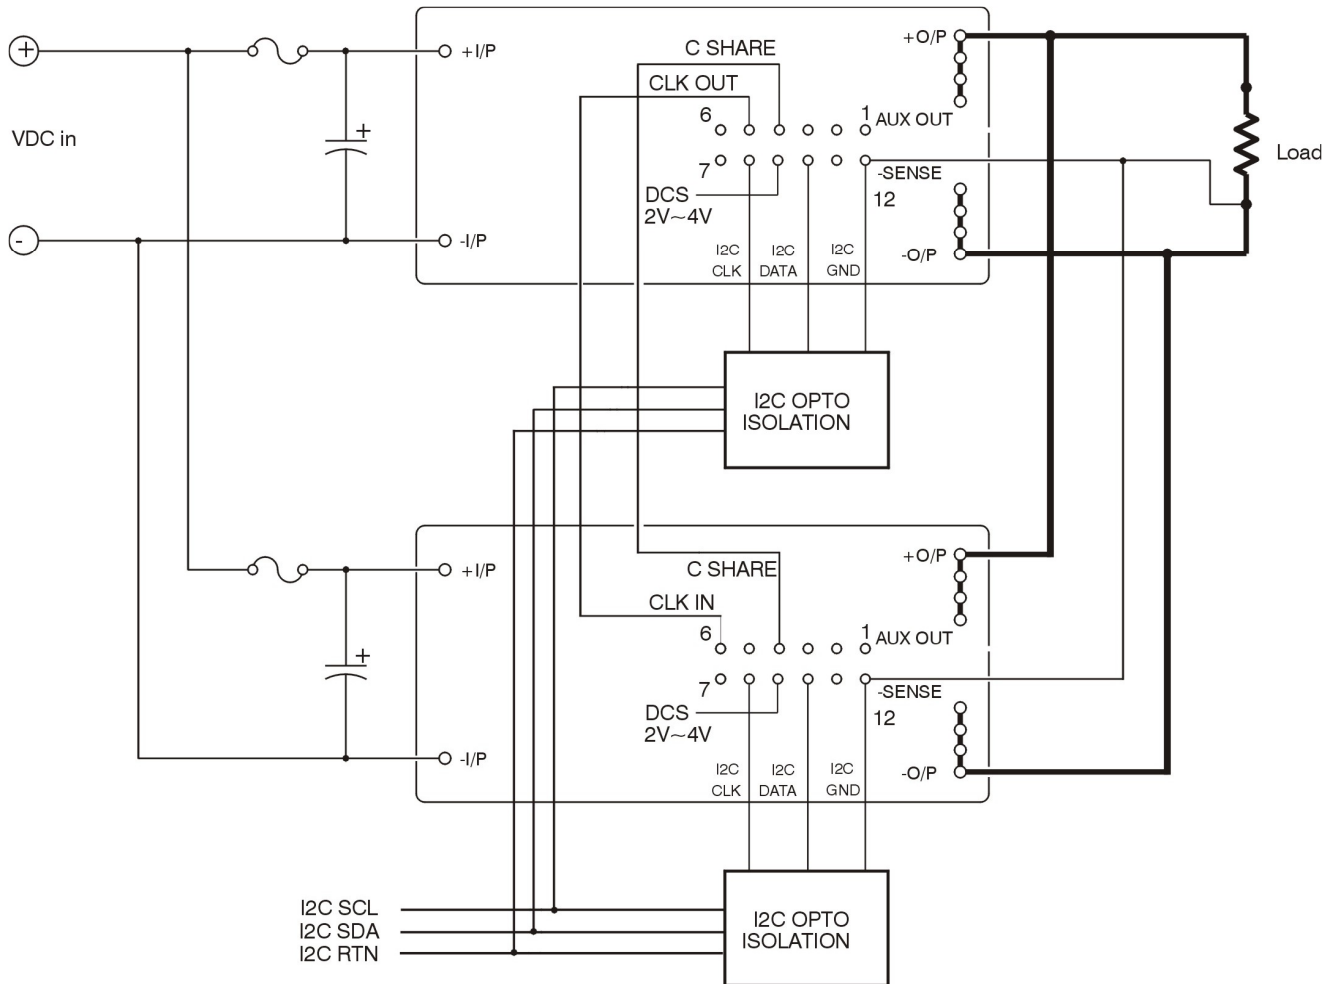 +
VDC in
-
+
+I/P
-I/P
C SHARE
CLK OUT
6
1
AUX OUT
+O/P
7
-SENSE
12
DCS
2V~4V
-O/P
I2C
CLK
I2C
DATA
I2C
GND
Load
I2C OPTO
ISOLATION
+
+I/P
-I/P
C SHARE
CLK IN
6
1
AUX OUT
+O/P
7
-SENSE
12
DCS
2V~4V
-O/P
I2C
CLK
I2C
DATA
I2C
GND
I2C SCL
I2C SDA
I2C RTN
I2C OPTO
ISOLATION